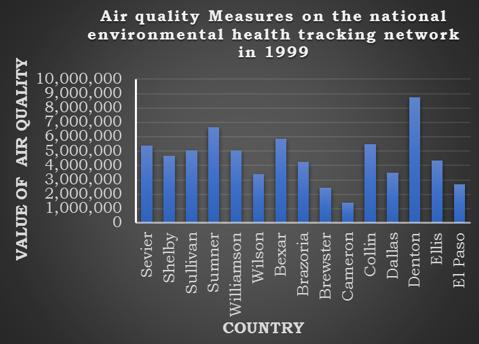 Air quality Measures on the national
environmental health tracking network
in 1999
VALUE OF  AIR QUALITY
10,000,000
9,000,000
8,000,000
7,000,000
6,000,000
5,000,000
4,000,000
3,000,000
2,000,000
1,000,000
0
Sevier
Shelby
Sullivan
Sumner
Williamson
Wilson
Bexar
Brazoria
Brewster
Cameron
Collin
Dallas
Denton
Ellis
El Paso
COUNTRY